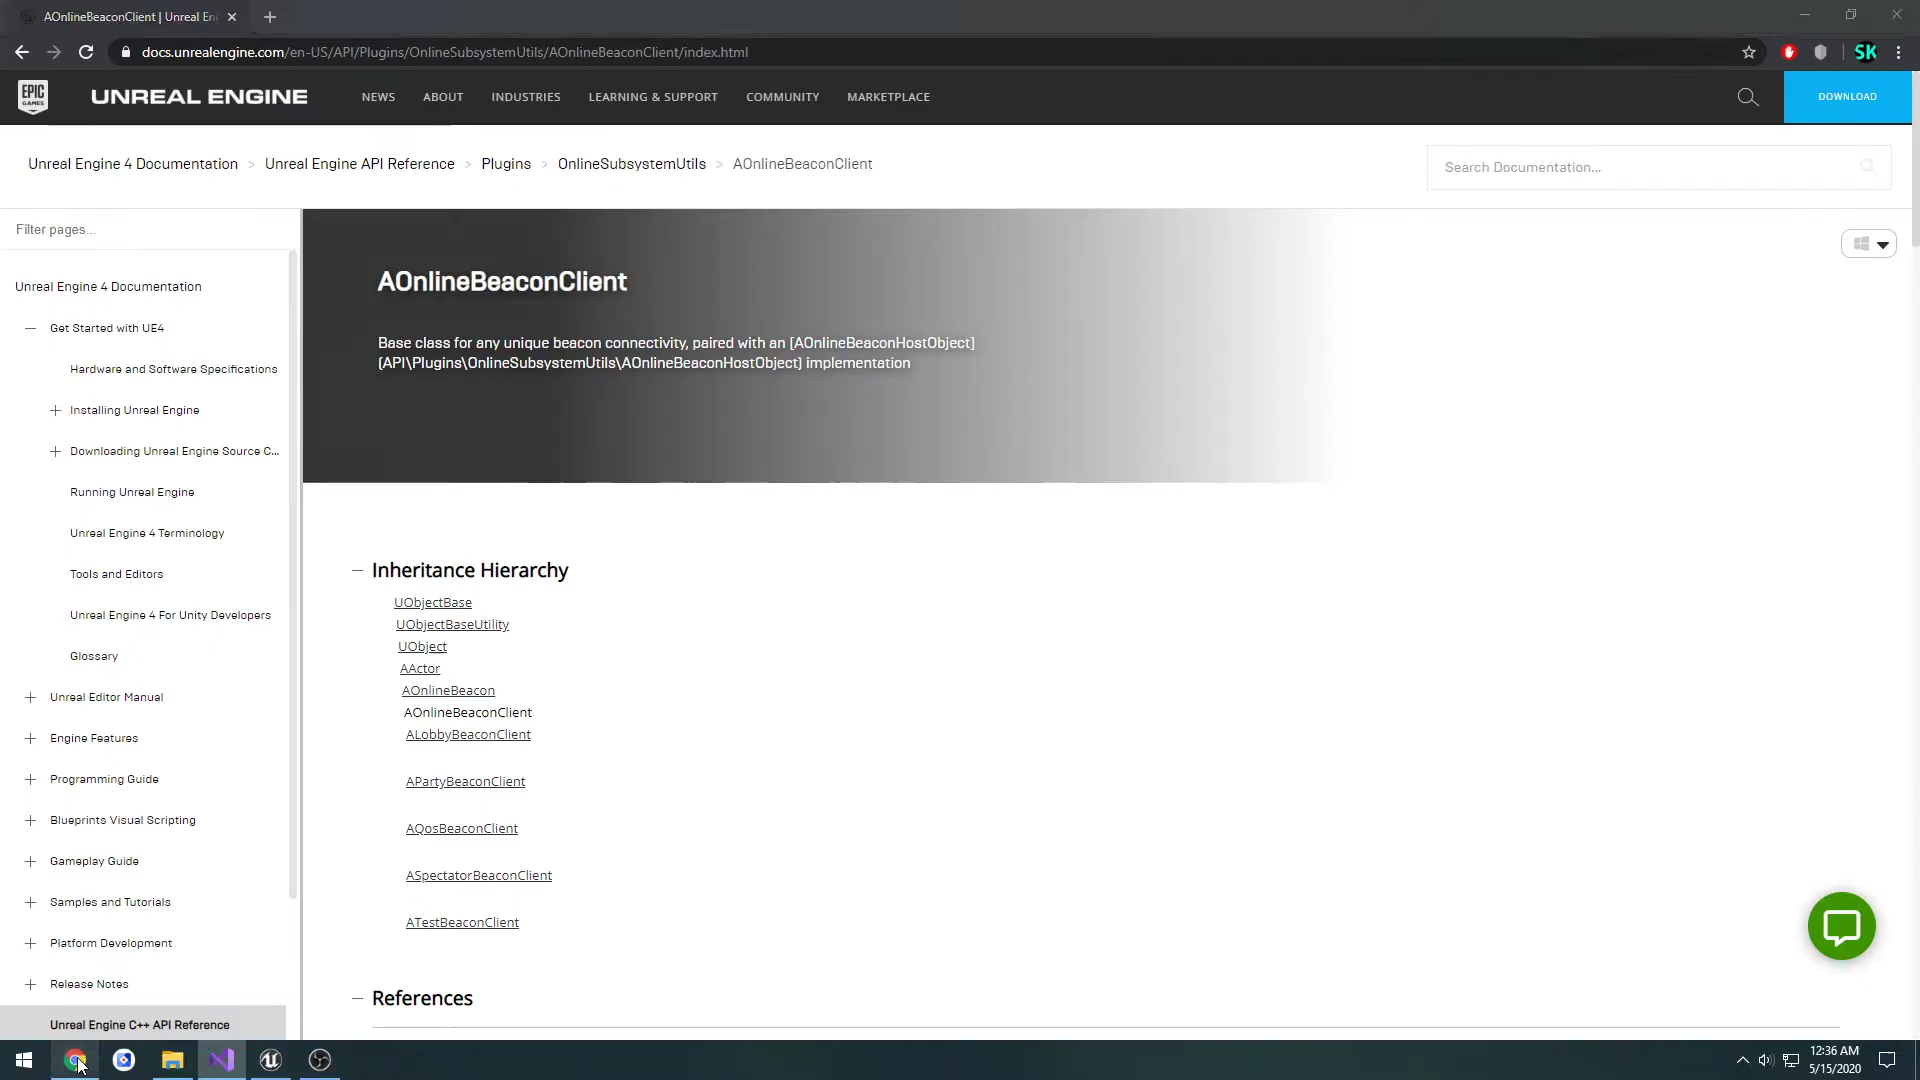 AOnlineBeaconClient | Unreal En
docs.unrealengine.com/en-US/API/Plugins/OnlineSubsystemUtils/AOnlineBeaconClient/index.html
SK
EPIC GAMES
UNREAL ENGINE
NEWS
ABOUT
INDUSTRIES
LEARNING & SUPPORT
COMMUNITY
MARKETPLACE
DOWNLOAD
Unreal Engine 4 Documentation > Unreal Engine API Reference > Plugins > OnlineSubsystemUtils > AOnlineBeaconClient
Search Documentation...
Filter pages...
Unreal Engine 4 Documentation
Get Started with UE4
Hardware and Software Specifications
Installing Unreal Engine
Downloading Unreal Engine Source C...
Running Unreal Engine
Unreal Engine 4 Terminology
Tools and Editors
Unreal Engine 4 For Unity Developers
Glossary
Unreal Editor Manual
Engine Features
Programming Guide
Blueprints Visual Scripting
Gameplay Guide
Samples and Tutorials
Platform Development
Release Notes
Unreal Engine C++ API Reference
AOnlineBeaconClient
Base class for any unique beacon connectivity, paired with an [AOnlineBeaconHostObject]
(API\Plugins\OnlineSubsystemUtils\AOnlineBeaconHostObject) implementation
Inheritance Hierarchy
UObjectBase
UObjectBaseUtility
UObject
AActor
AOnlineBeacon
AOnlineBeaconClient
ALobbyBeaconClient
APartyBeaconClient
AQosBeaconClient
ASpectatorBeaconClient
ATestBeaconClient
References
12:36 AM
5/15/2020